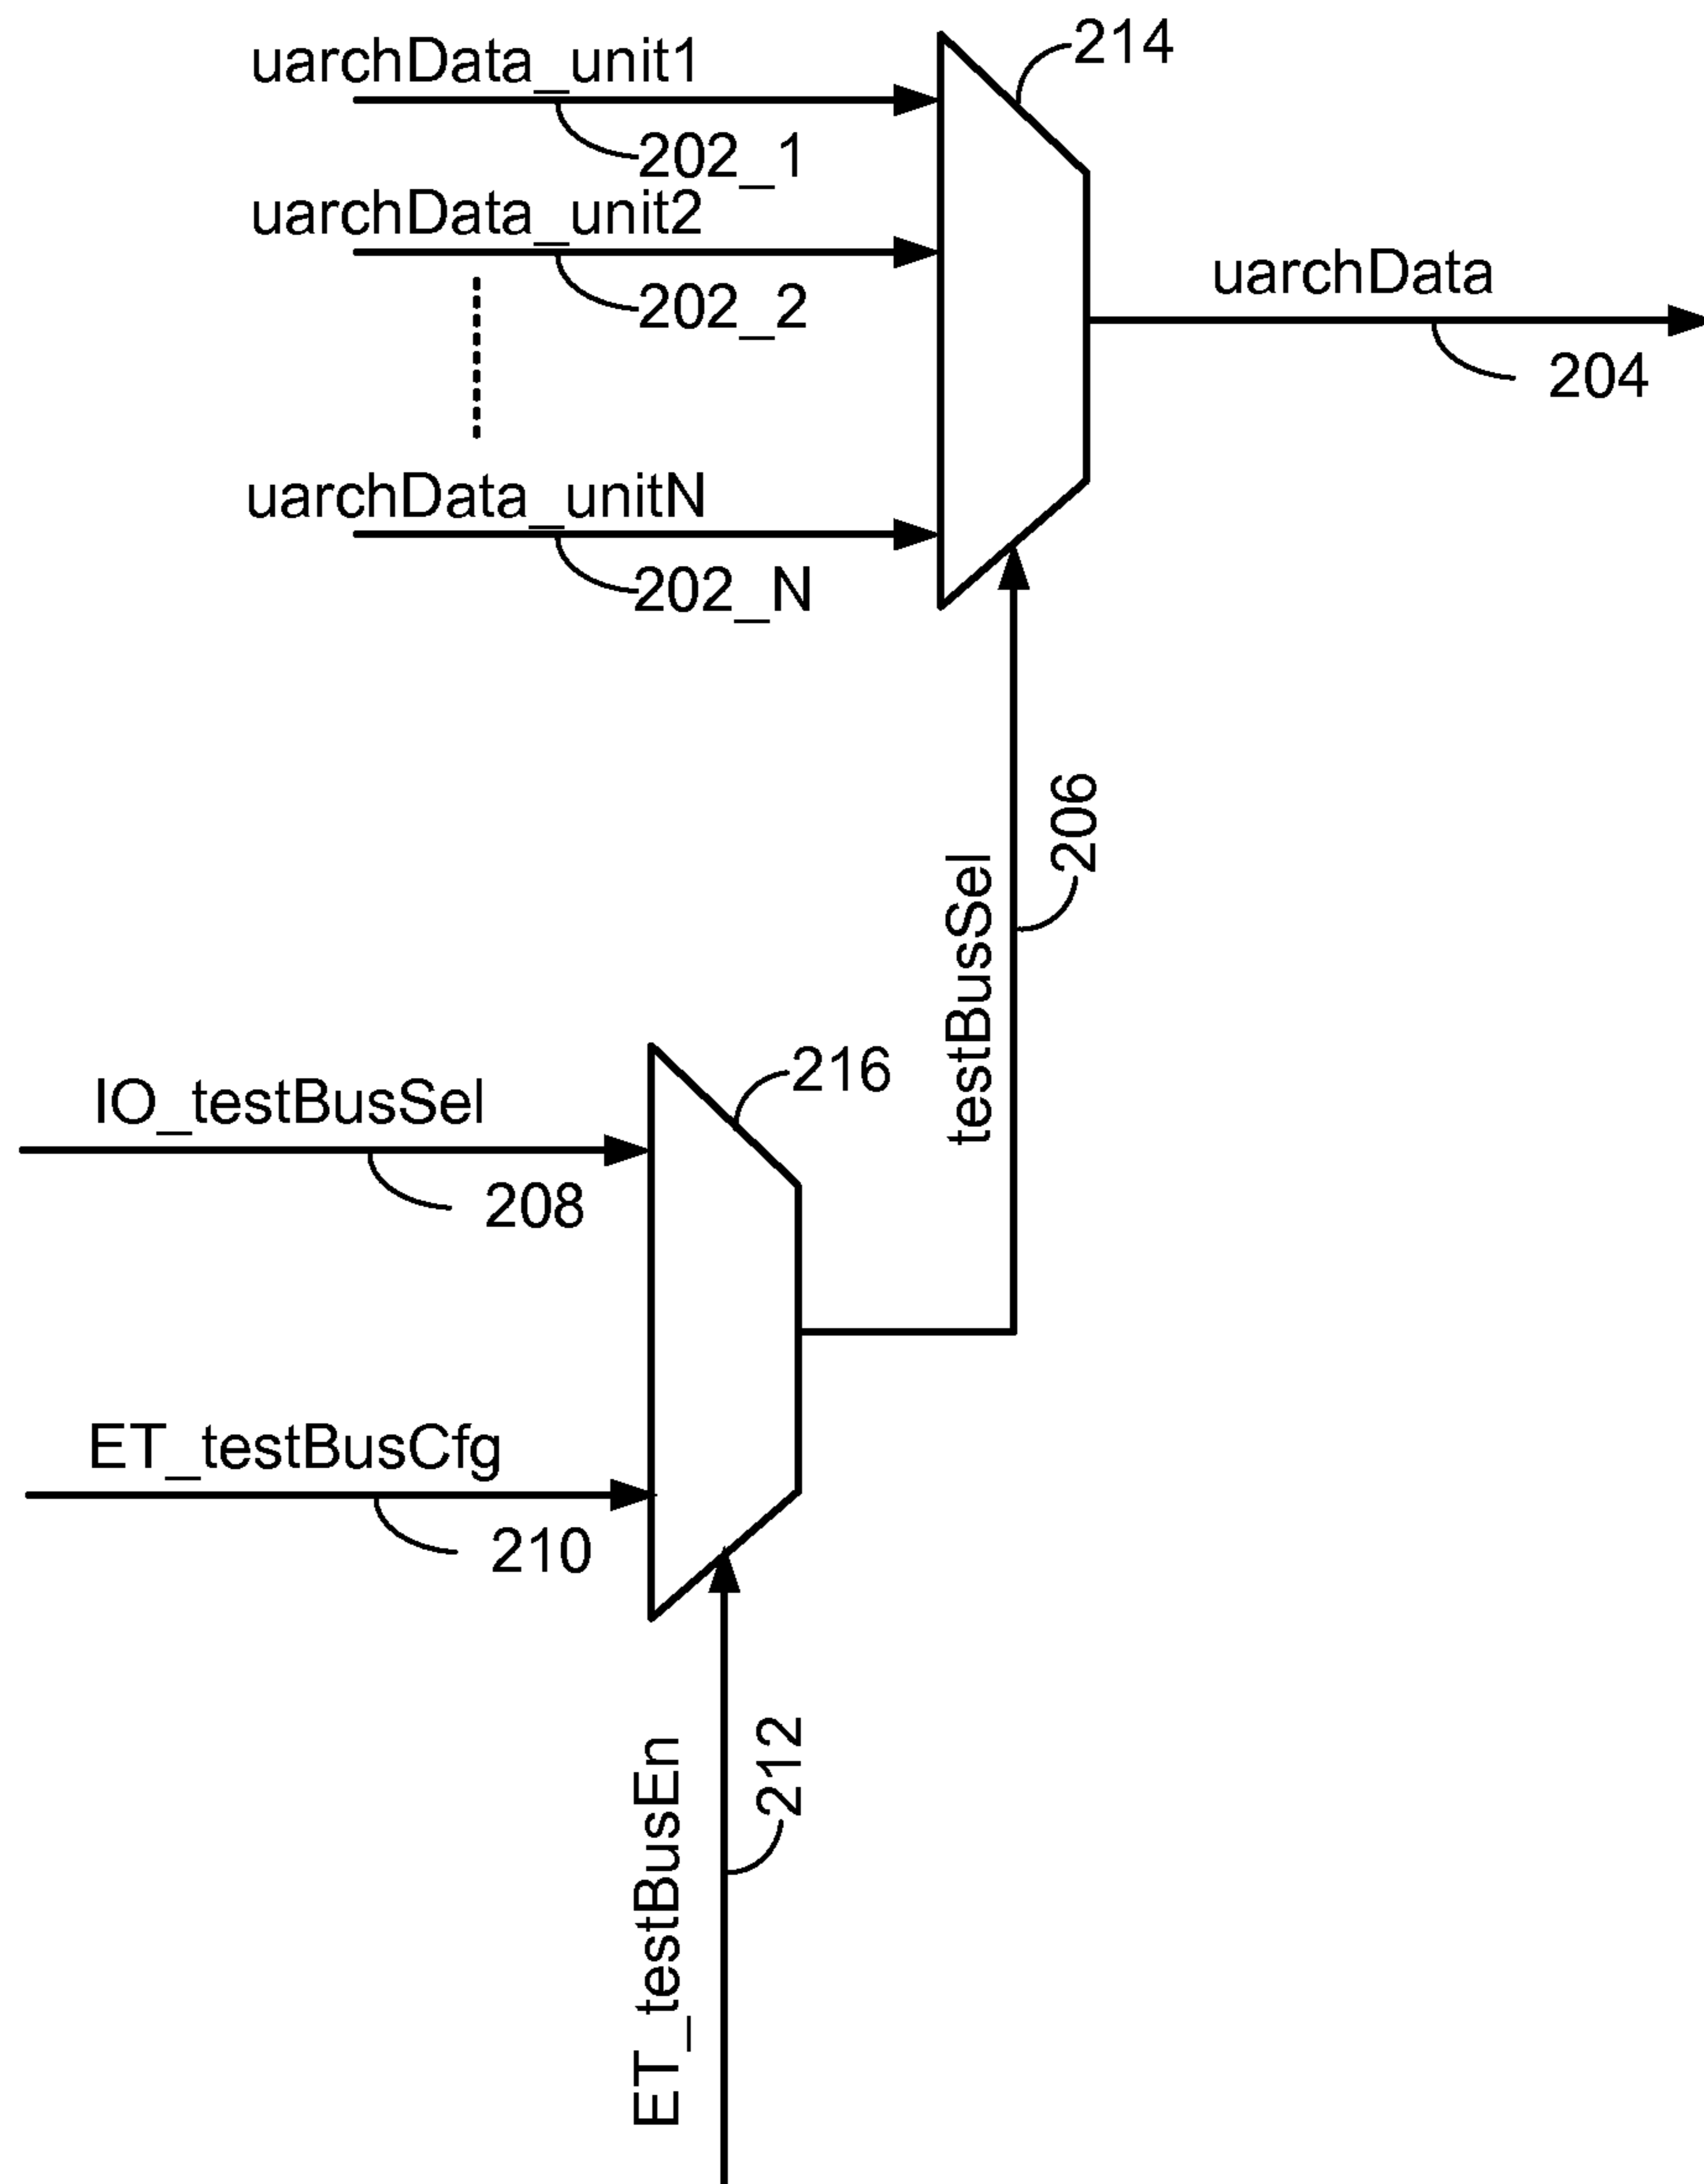 uarchData_unit1
214
202_1
uarchData_unit2
202_2
uarchData
204
uarchData_unitN
202_N
206
testBusSel
216
IO_testBusSel
208
ET_testBusCfg
210
212
ET_testBusEn